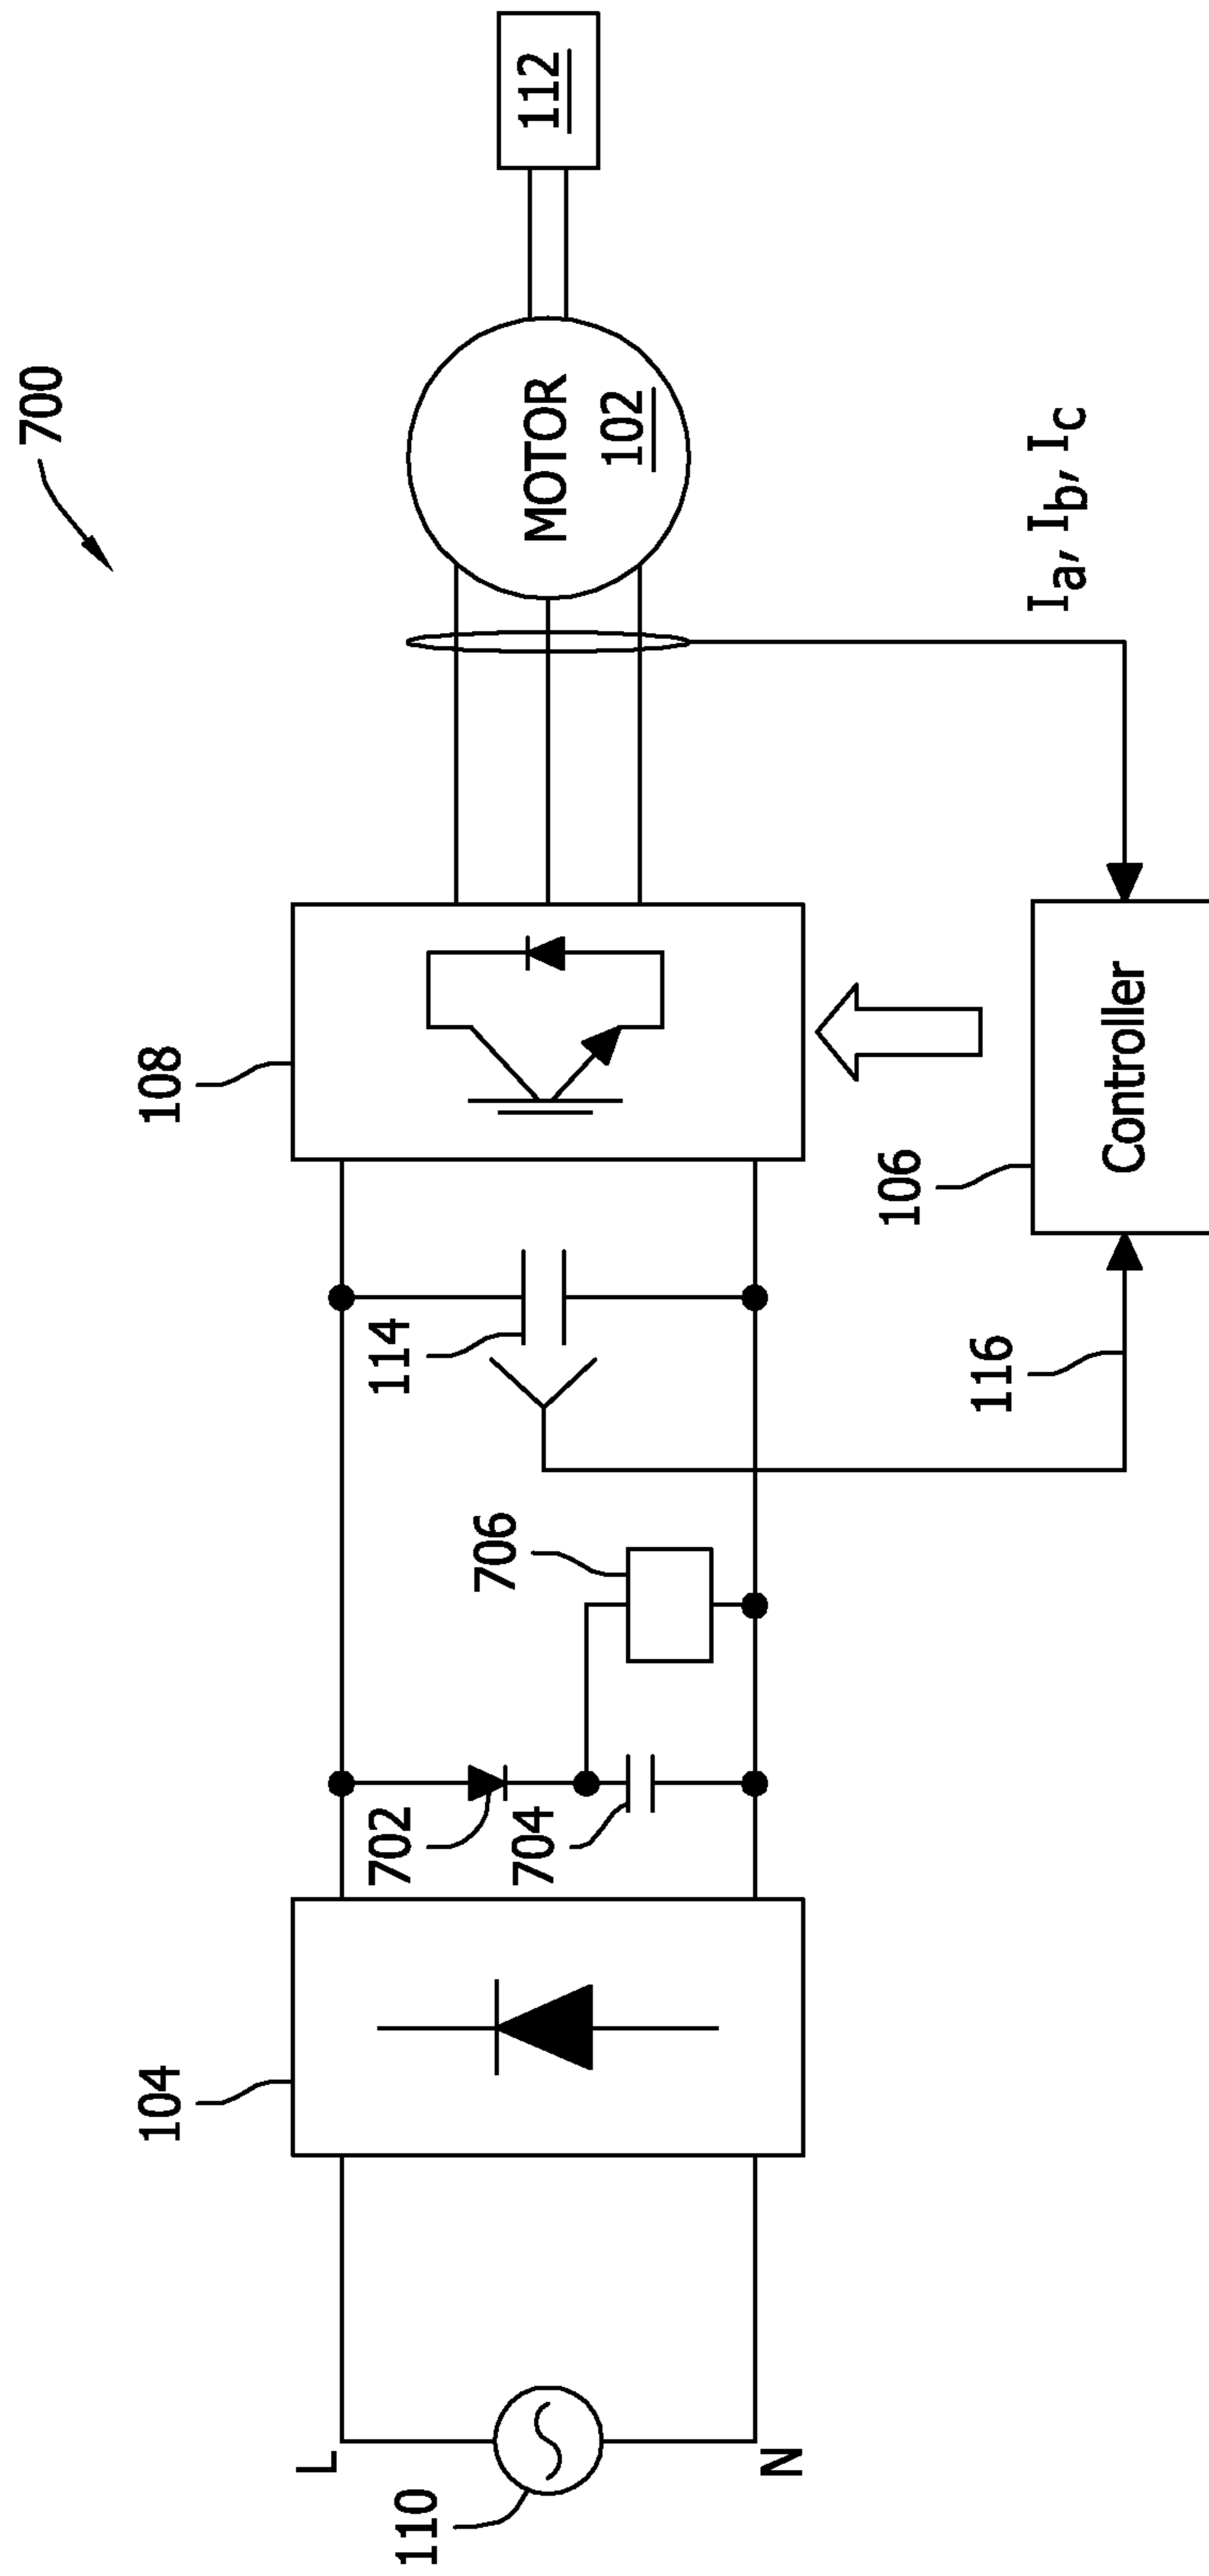 700
108
104
114
706
702
704
110
L
N
MOTOR
102
112
106
116
Controller
Ia, Ib, Ic